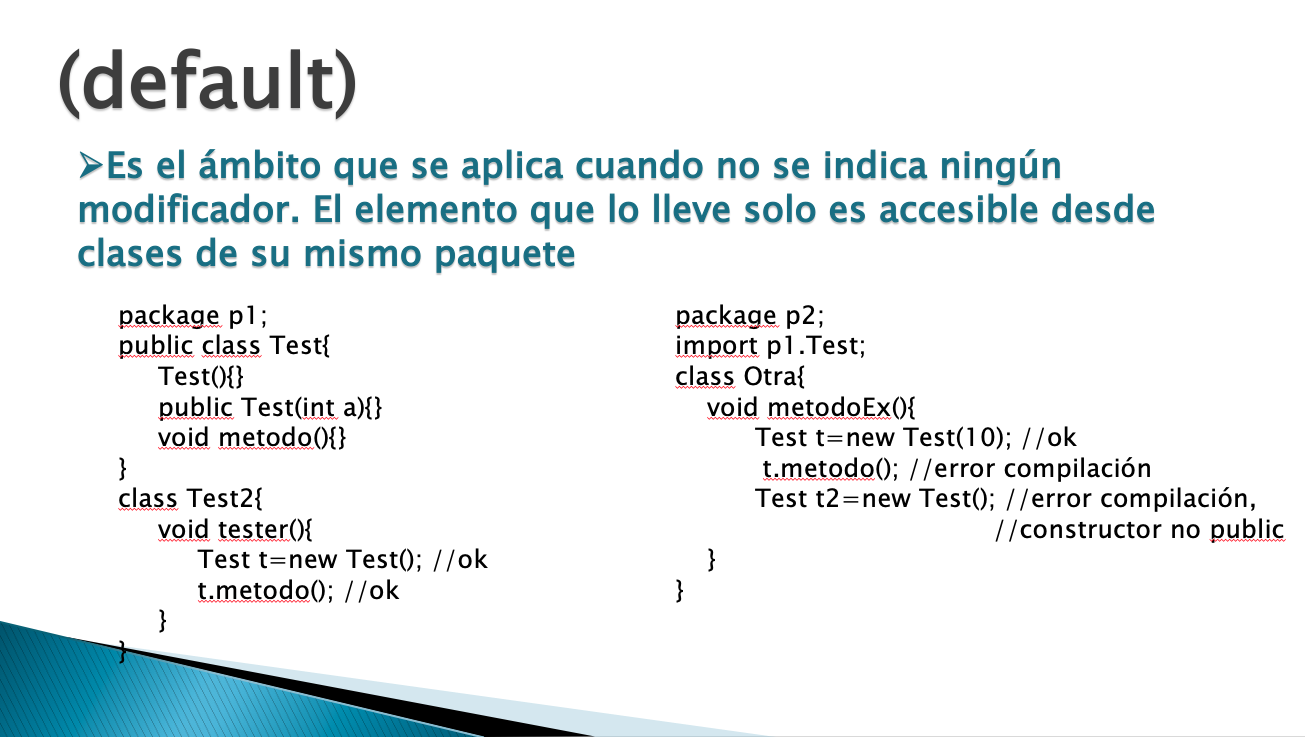 (default)
➢Es el ámbito que se aplica cuando no se indica ningún
modificador. El elemento que lo lleve solo es accesible desde
clases de su mismo paquete
package p1;
public class Test{
Test(){}
public Test(int a){}
void metodo(){}
}
class Test2{
void tester(){
Test t=new Test(); //ok
t.metodo(); //ok
}
}
package p2;
import p1.Test;
class Otra{
void metodoEx(){
Test t=new Test(10); //ok
t.metodo(); //error compilación
Test t2=new Test(); //error compilación,
//constructor no public
}
}